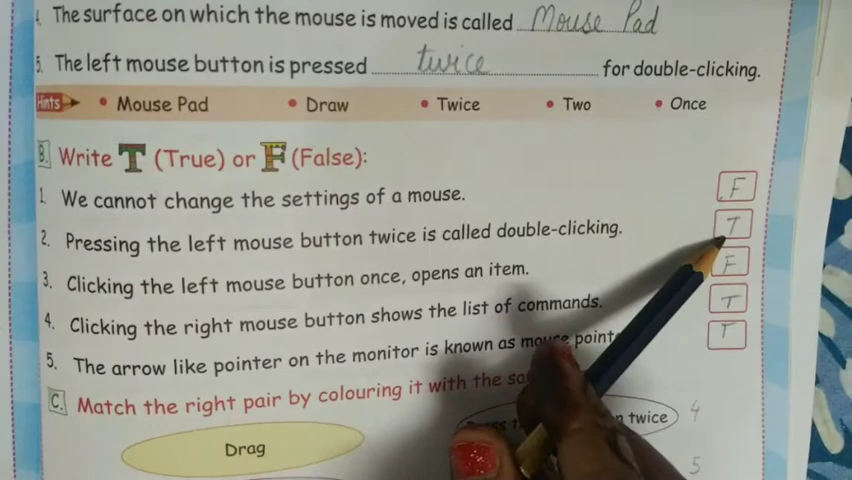 4. The surface on which the mouse is moved is called Mouse Pad
5. The left mouse button is pressed twice for double-clicking.
Hints • Mouse Pad • Draw • Twice • Two • Once
B. Write T (True) or F (False):
1. We cannot change the settings of a mouse. F
2. Pressing the left mouse button twice is called double-clicking. T
3. Clicking the left mouse button once, opens an item. F
4. Clicking the right mouse button shows the list of commands. T
5. The arrow like pointer on the monitor is known as mouse T
C. Match the right pair by colouring it with the
twice 4
Drag
5